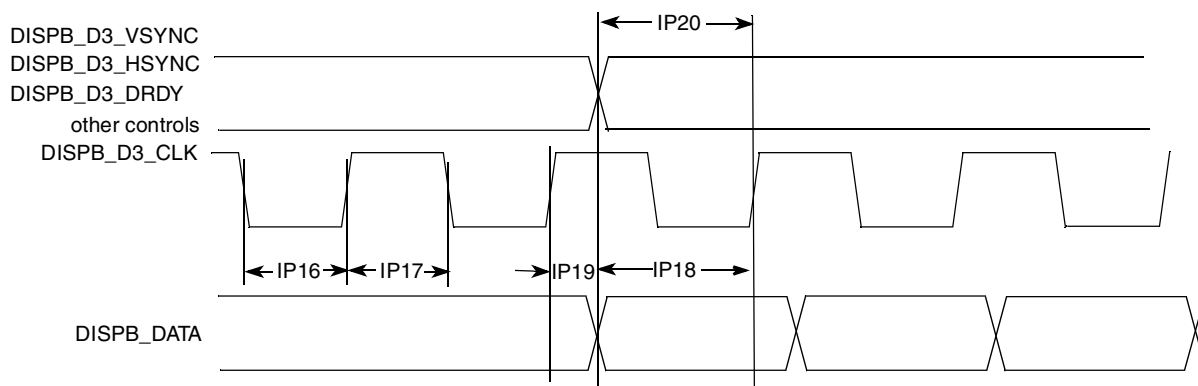 IP20
DISPB_D3_VSYNC
DISPB_D3_HSYNC
DISPB_D3_DRDY
other controls
DISPB_D3_CLK
IP16
IP17
IP19
IP18
DISPB_DATA